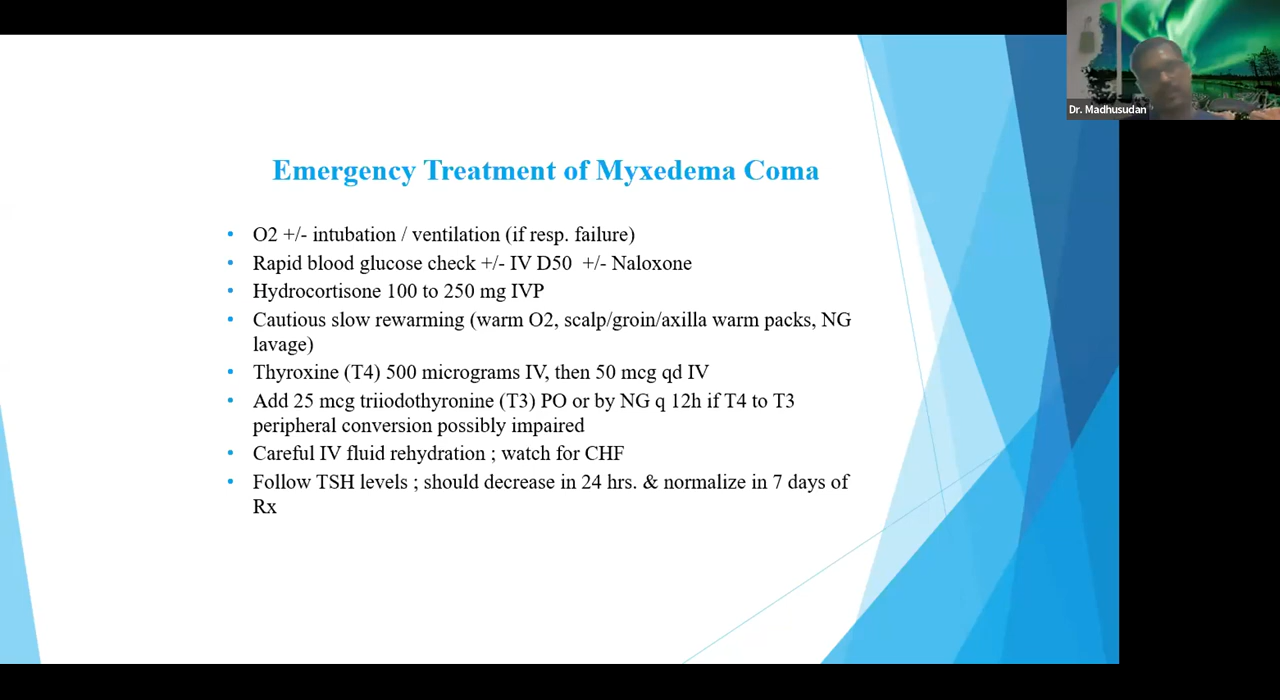 Dr. Madhusudan
Emergency Treatment of Myxedema Coma
• O2 +/- intubation / ventilation (if resp. failure)
• Rapid blood glucose check +/- IV D50 +/- Naloxone
• Hydrocortisone 100 to 250 mg IVP
• Cautious slow rewarming (warm O2, scalp/groin/axilla warm packs, NG
lavage)
• Thyroxine (T4) 500 micrograms IV, then 50 mcg qd IV
• Add 25 mcg triiodothyronine (T3) PO or by NG q 12h if T4 to T3
peripheral conversion possibly impaired
• Careful IV fluid rehydration ; watch for CHF
• Follow TSH levels ; should decrease in 24 hrs. & normalize in 7 days of
Rx